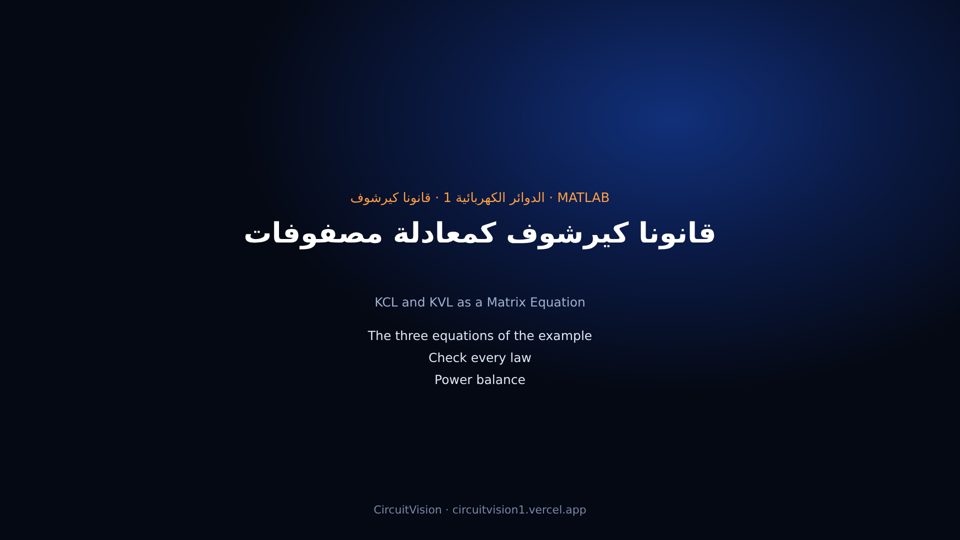 MATLAB · الدوائر الكهربائية 1 · قانونا كيرشوف
قانونا كيرشوف كمعادلة مصفوفات
KCL and KVL as a Matrix Equation
The three equations of the example
Check every law
Power balance
CircuitVision · circuitvision1.vercel.app